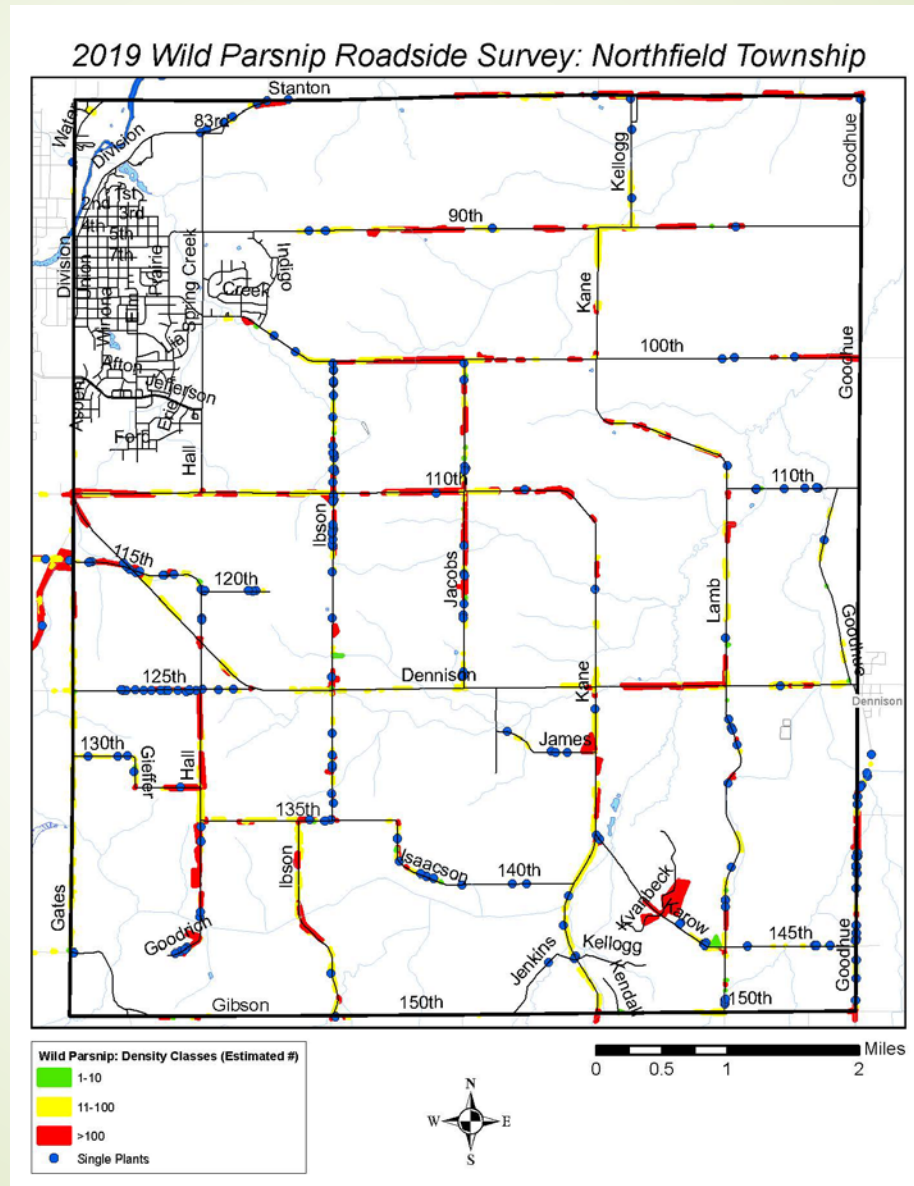 2019 Wild Parsnip Roadside Survey: Northfield Township
Stanton
Water
83rd
Division
Goodhue
Kellogg
1st
2nd
3rd
4th
5th
7th
90th
Division
Union
Prairie
Spring Creek
Indigo
Creek
Kane
Winona
Elm
100th
Goodhue
Afton
Jefferson
Aspen
Erie
Ford
Hall
110th
110th
Ibson
115th
120th
Jacobs
Lamb
Goodhue
Dennison
125th
Kane
Dennison
130th
Gieffer
Hall
James
135th
Ibson
Isaacson
140th
Kvanbeck
Karow
Gates
Goodrich
145th
Goodhue
Jenkins
Kellogg
Kendal
Gibson
150th
150th
Wild Parsnip: Density Classes (Estimated #)
1-10
11-100
>100
Single Plants
Miles
0 0.5 1 2
N
W E
S